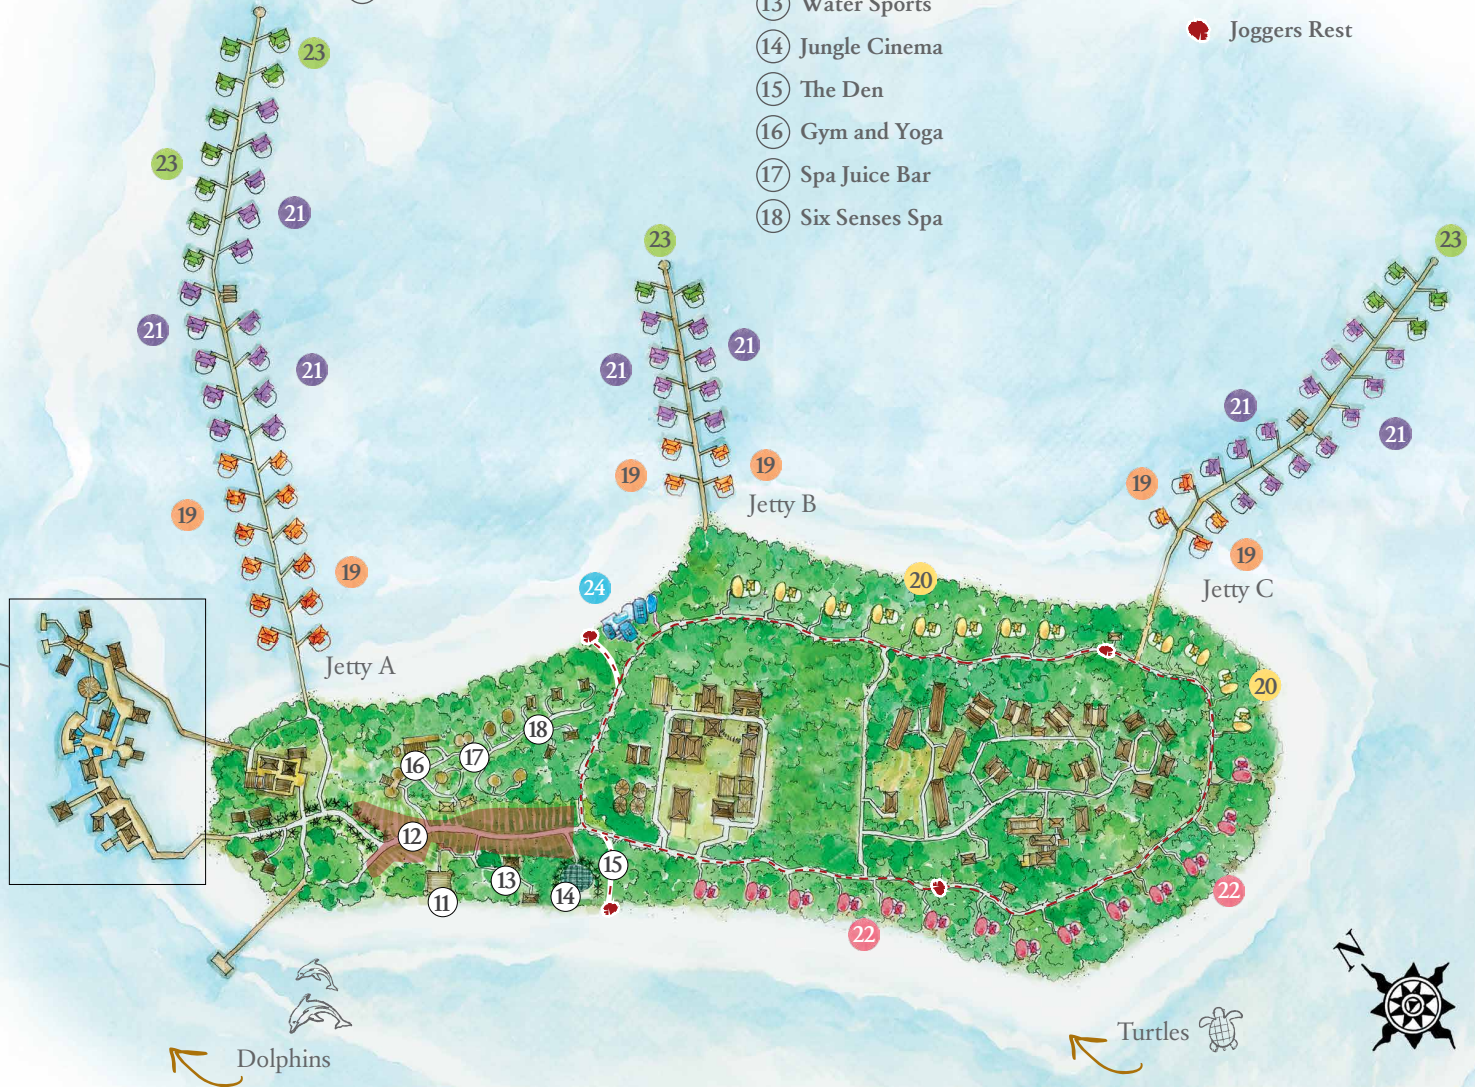 13 Water Sports
14 Jungle Cinema
15 The Den
16 Gym and Yoga
17 Spa Juice Bar
18 Six Senses Spa
Joggers Rest
23
23
21
21
21
19
19
Jetty A
23
21
21
19
19
Jetty B
23
21
21
19
19
Jetty C
24
20
20
18
17
16
12
15
13
14
11
22
22
N
Dolphins
Turtles